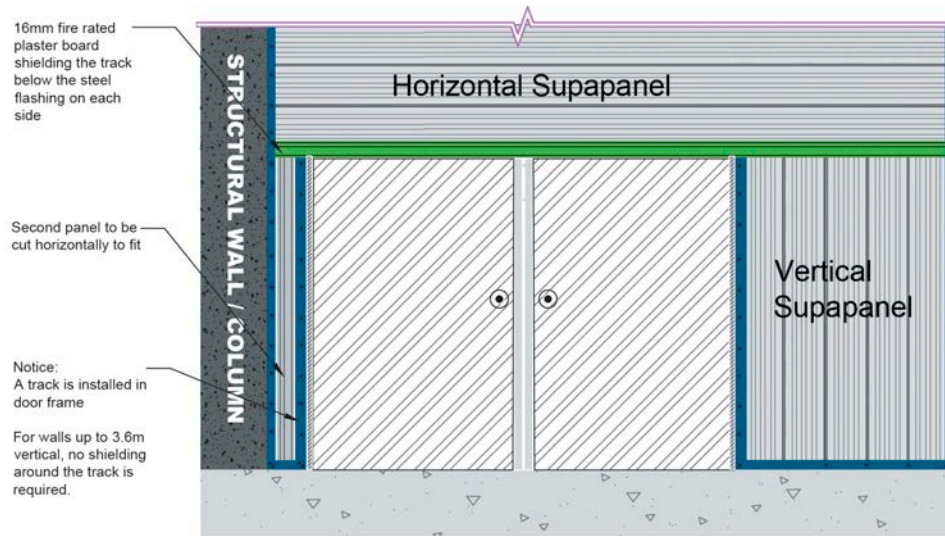 16mm fire rated
plaster board
shielding the track
below the steel
flashing on each
side
Horizontal Supapanel
STRUCTURAL WALL / COLUMN
Second panel to be
cut horizontally to fit
Vertical
Supapanel
Notice:
A track is installed in
door frame
For walls up to 3.6m
vertical, no shielding
around the track is
required.